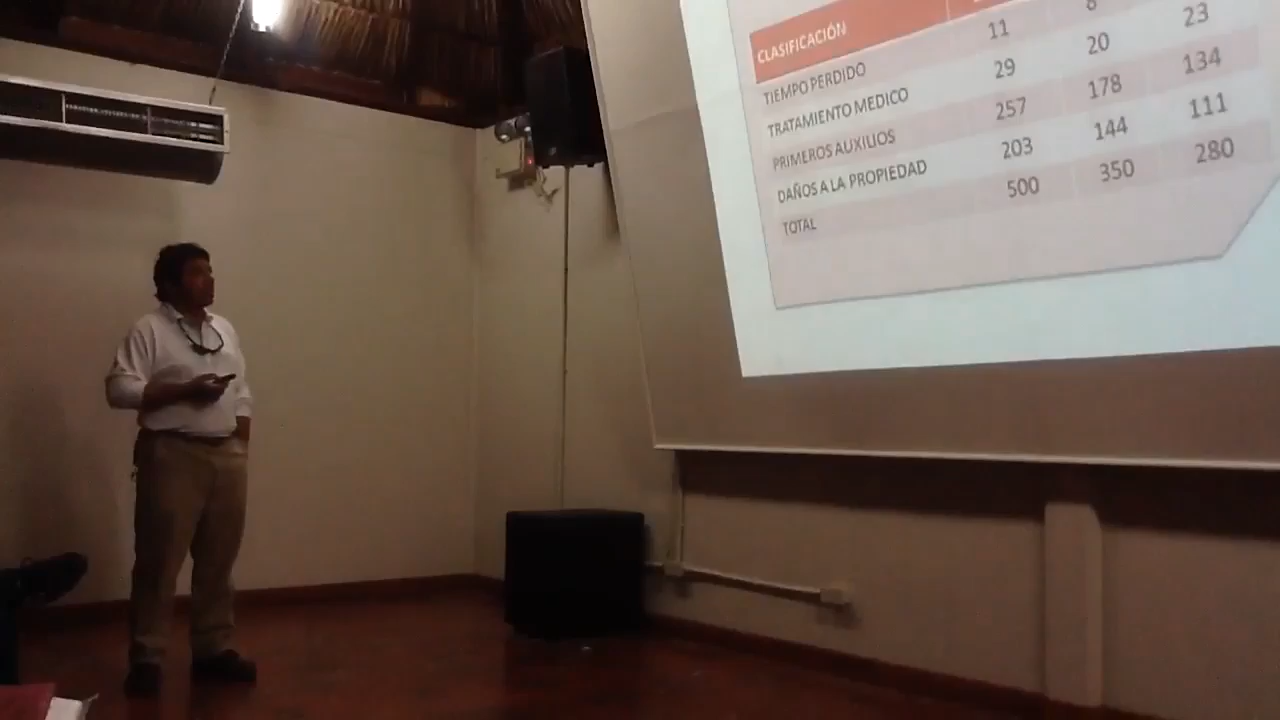 CLASIFICACIÓN
TIEMPO PERDIDO 11 8
TRATAMIENTO MEDICO 29 20 23
PRIMEROS AUXILIOS 257 178 134
DAÑOS A LA PROPIEDAD 203 144 111
TOTAL 500 350 280